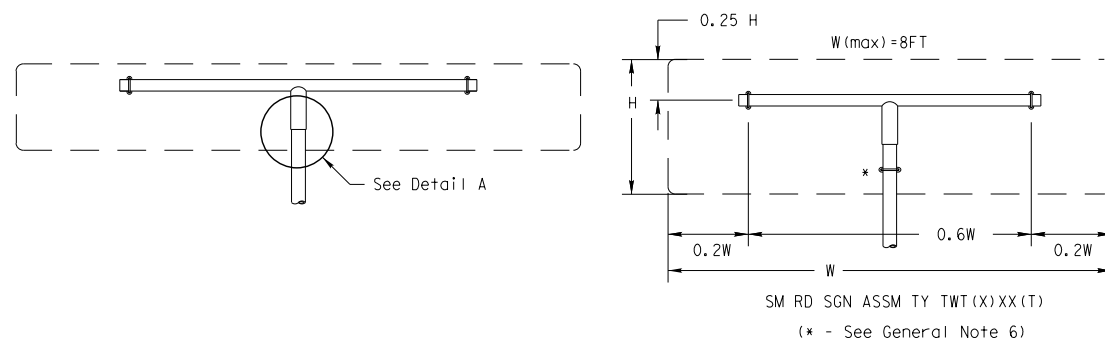 See Detail A
0.25 H
W(max)=8FT
H
*
0.2W
0.6W
0.2W
W
SM RD SGN ASSM TY TWT(X)XX(T)
(* - See General Note 6)